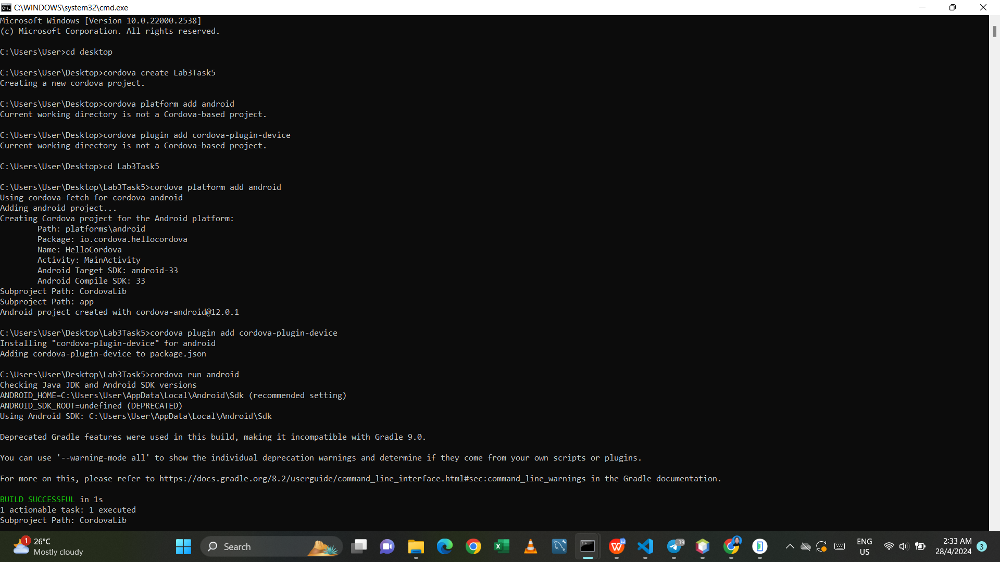 C:\WINDOWS\system32\cmd.exe
Microsoft Windows [Version 10.0.22000.2538]
(c) Microsoft Corporation. All rights reserved.
C:\Users\User>cd desktop
C:\Users\User\Desktop>cordova create Lab3Task5
Creating a new cordova project.
C:\Users\User\Desktop>cordova platform add android
Current working directory is not a Cordova-based project.
C:\Users\User\Desktop>cordova plugin add cordova-plugin-device
Current working directory is not a Cordova-based project.
C:\Users\User\Desktop>cd Lab3Task5
C:\Users\User\Desktop\Lab3Task5>cordova platform add android
Using cordova-fetch for cordova-android
Adding android project...
Creating Cordova project for the Android platform:
Path: platforms\android
Package: io.cordova.hellocordova
Name: HelloCordova
Activity: MainActivity
Android Target SDK: android-33
Android Compile SDK: 33
Subproject Path: CordovaLib
Subproject Path: app
Android project created with cordova-android@12.0.1
C:\Users\User\Desktop\Lab3Task5>cordova plugin add cordova-plugin-device
Installing "cordova-plugin-device" for android
Adding cordova-plugin-device to package.json
C:\Users\User\Desktop\Lab3Task5>cordova run android
Checking Java JDK and Android SDK versions
ANDROID_HOME=C:\Users\User\AppData\Local\Android\Sdk (recommended setting)
ANDROID_SDK_ROOT=undefined (DEPRECATED)
Using Android SDK: C:\Users\User\AppData\Local\Android\Sdk
Deprecated Gradle features were used in this build, making it incompatible with Gradle 9.0.
You can use '--warning-mode all' to show the individual deprecation warnings and determine if they come from your own scripts or plugins.
For more on this, please refer to https://docs.gradle.org/8.2/userguide/command_line_interface.html#sec:command_line_warnings in the Gradle documentation.
BUILD SUCCESSFUL in 1s
1 actionable task: 1 executed
Subproject Path: CordovaLib
1
26°C
Mostly cloudy
Search
39
ENG
US
2:33 AM
28/4/2024
3